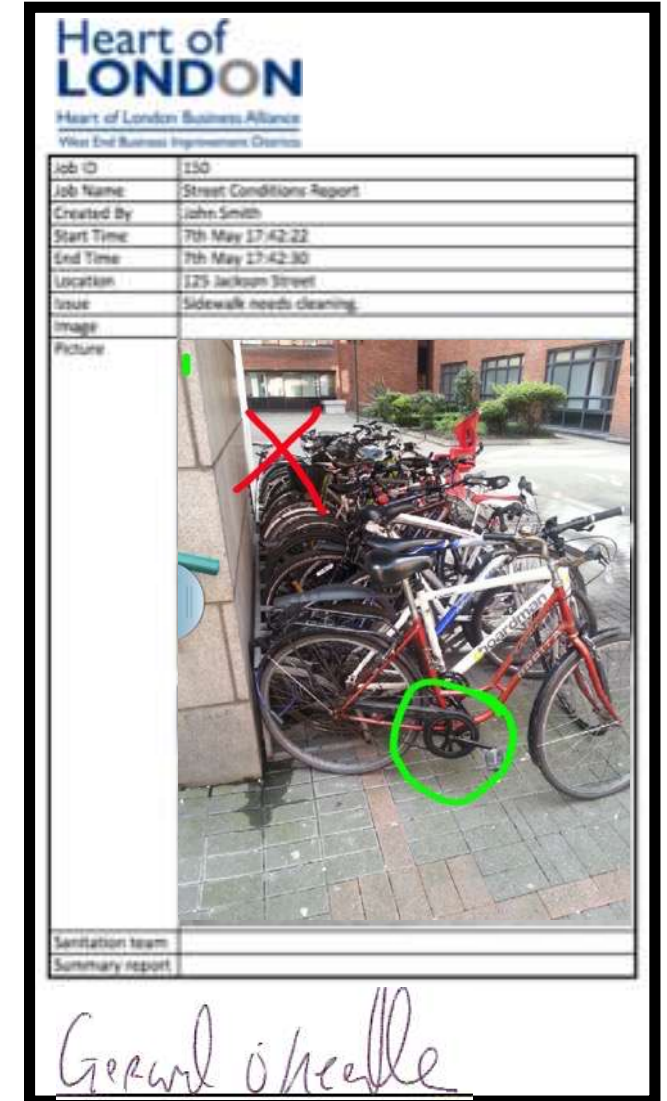 Heart of
LONDON
Heart of London Business Alliance
West End Business Improvement Districts
Job ID 150
Job Name Street Conditions Report
Created By John Smith
Start Time 7th May 17:42:22
End Time 7th May 17:42:30
Location 125 Jackson Street
Issue Sidewalk needs cleaning.
Image
Picture
boardman
Sanitation team
Summary report